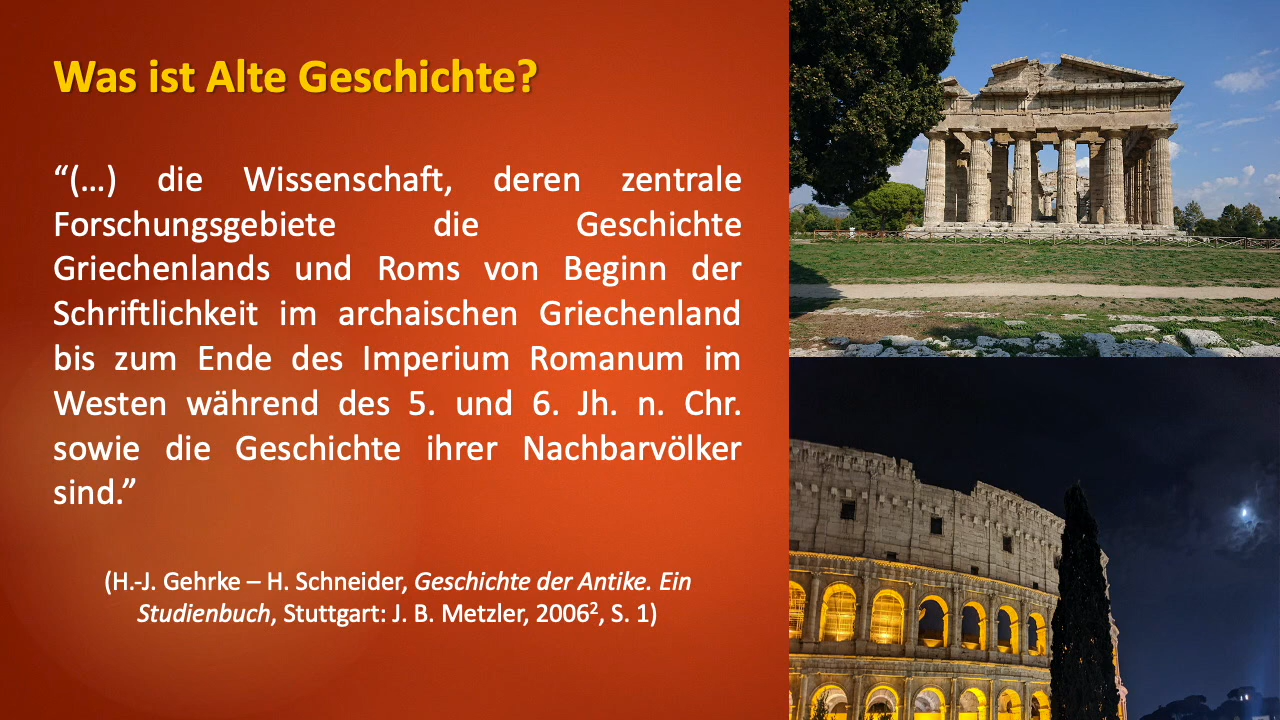 Was ist Alte Geschichte?
“(…) die Wissenschaft, deren zentrale
Forschungsgebiete die Geschichte
Griechenlands und Roms von Beginn der
Schriftlichkeit im archaischen Griechenland
bis zum Ende des Imperium Romanum im
Westen während des 5. und 6. Jh. n. Chr.
sowie die Geschichte ihrer Nachbarvölker
sind.”
(H.-J. Gehrke – H. Schneider, Geschichte der Antike. Ein
Studienbuch, Stuttgart: J. B. Metzler, 2006², S. 1)